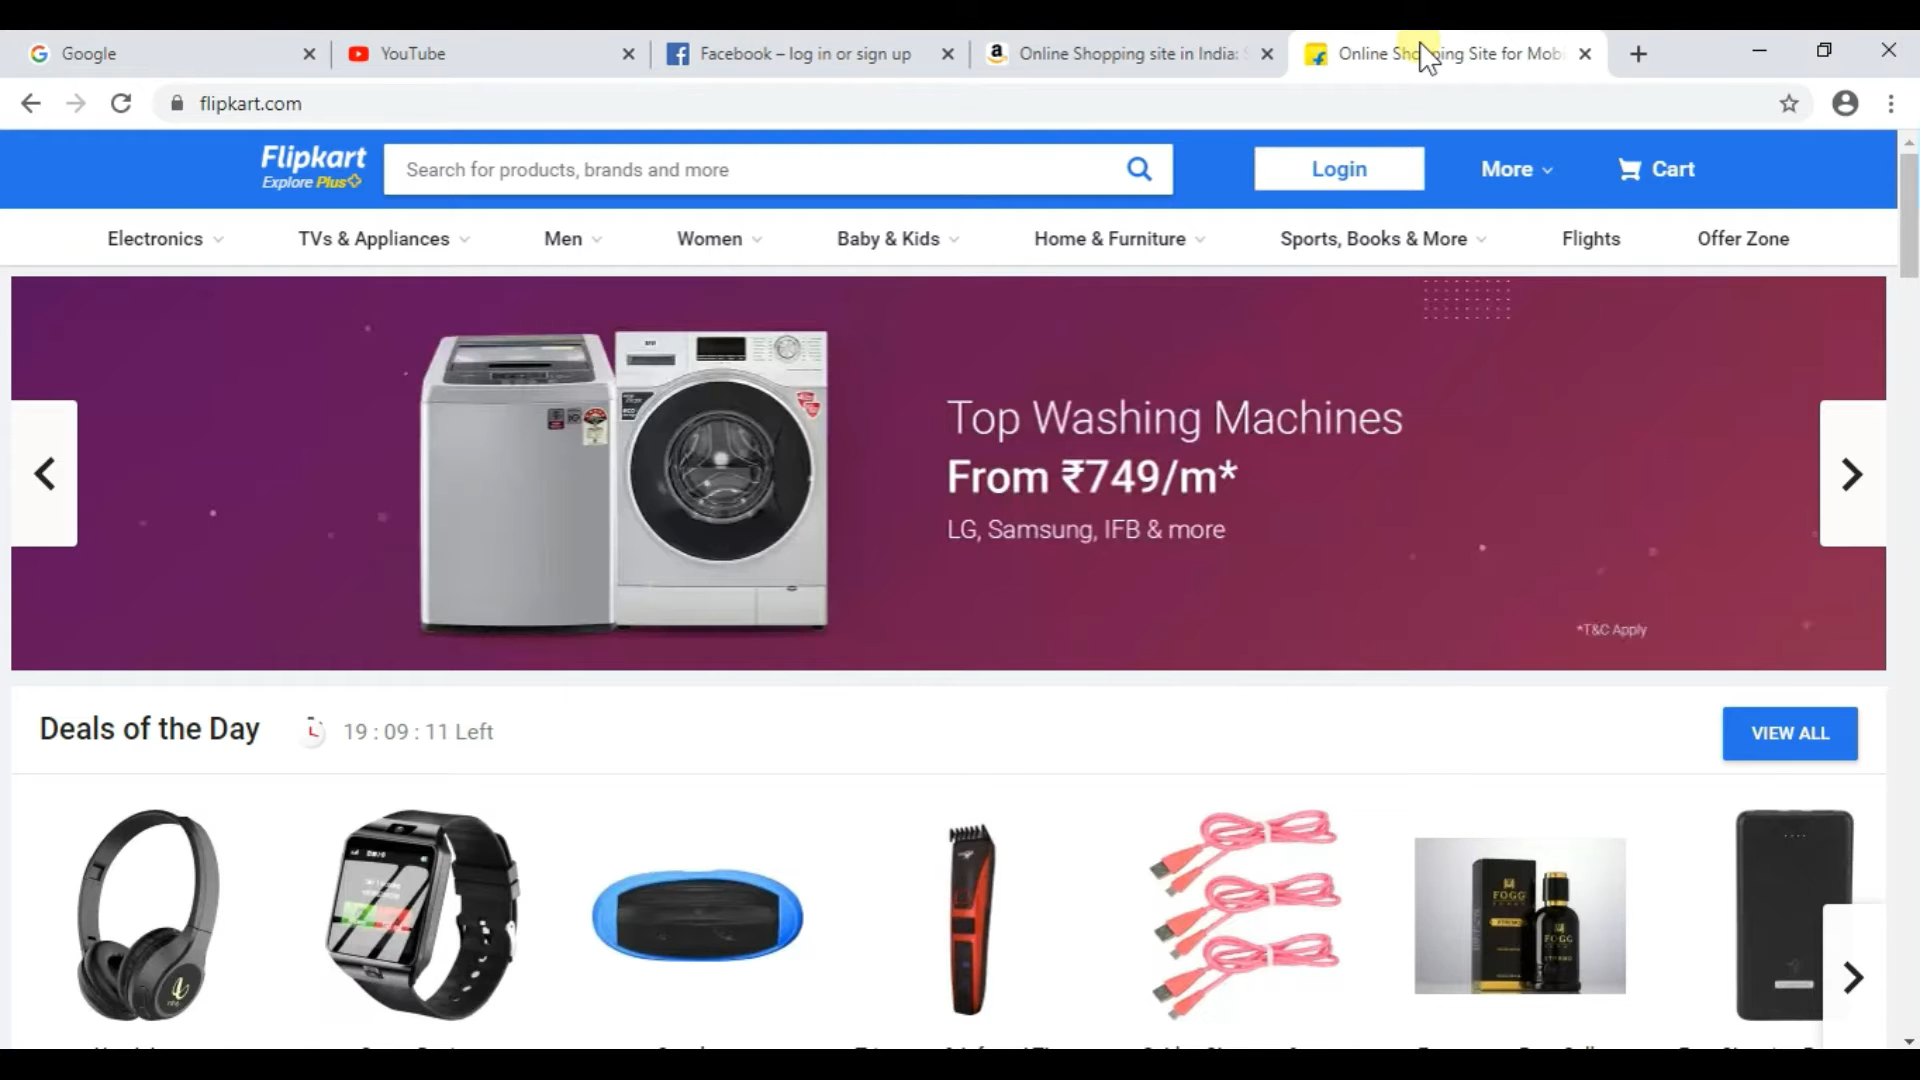 Google
YouTube
Facebook – log in or sign up
Online Shopping site in India:
Online Shopping Site for Mobi
flipkart.com
Flipkart
Explore Plus
Search for products, brands and more
Login
More
Cart
Electronics
TVs & Appliances
Men
Women
Baby & Kids
Home & Furniture
Sports, Books & More
Flights
Offer Zone
Top Washing Machines
From ₹749/m*
LG, Samsung, IFB & more
*T&C Apply
Deals of the Day
19 : 09 : 11 Left
VIEW ALL
FOGG
FOGG